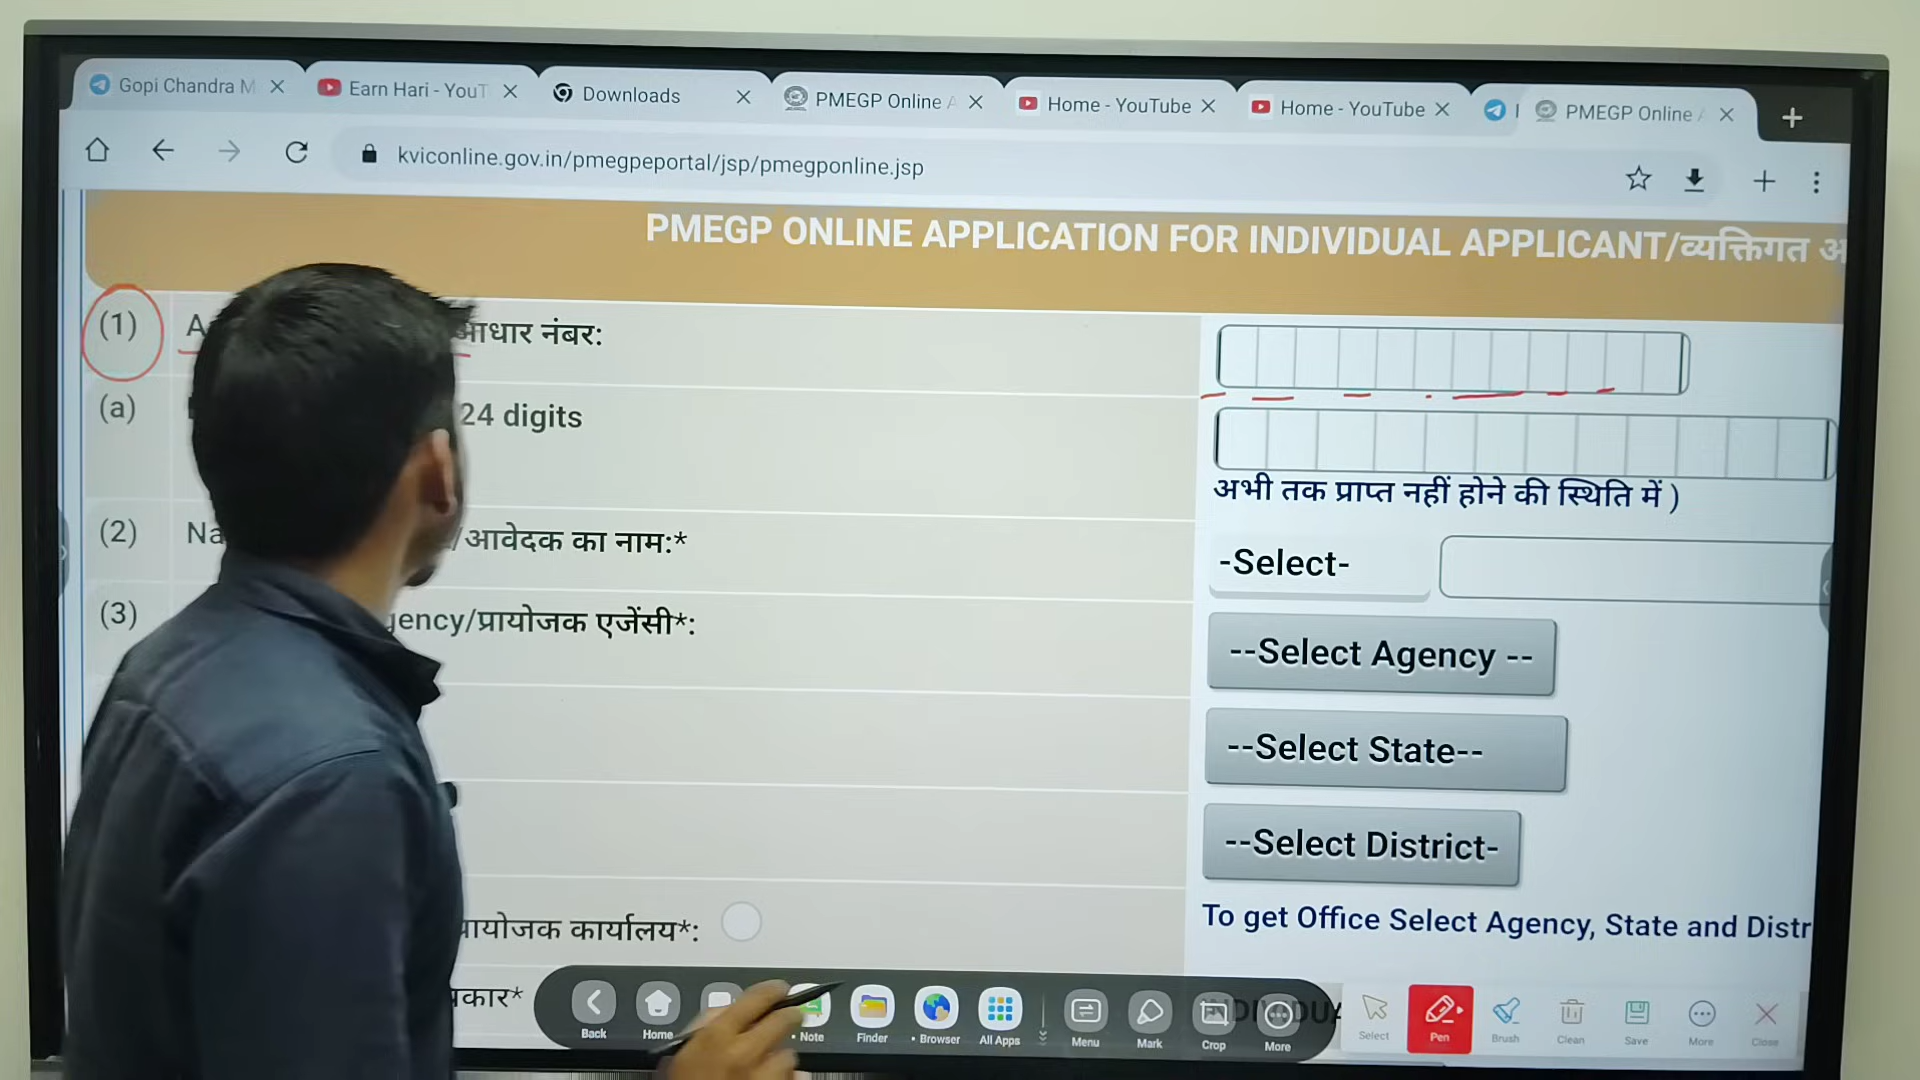 Gopi Chandra M
Earn Hari - YouT
Downloads
PMEGP Online A
Home - YouTube
Home - YouTube
PMEGP Online A
kviconline.gov.in/pmegpeportal/jsp/pmegponline.jsp
PMEGP ONLINE APPLICATION FOR INDIVIDUAL APPLICANT/व्यक्तिगत अ
(1) A आधार नंबर:
(a) 24 digits
अभी तक प्राप्त नहीं होने की स्थिति में )
(2) Na /आवेदक का नाम:* -Select-
(3) gency/प्रायोजक एजेंसी*: --Select Agency --
--Select State--
--Select District-
ायोजक कार्यालय*: To get Office Select Agency, State and Distr
कार*
Back Home Note Finder Browser All Apps Menu Mark Crop More
Select Pen Brush Clean Save More Close